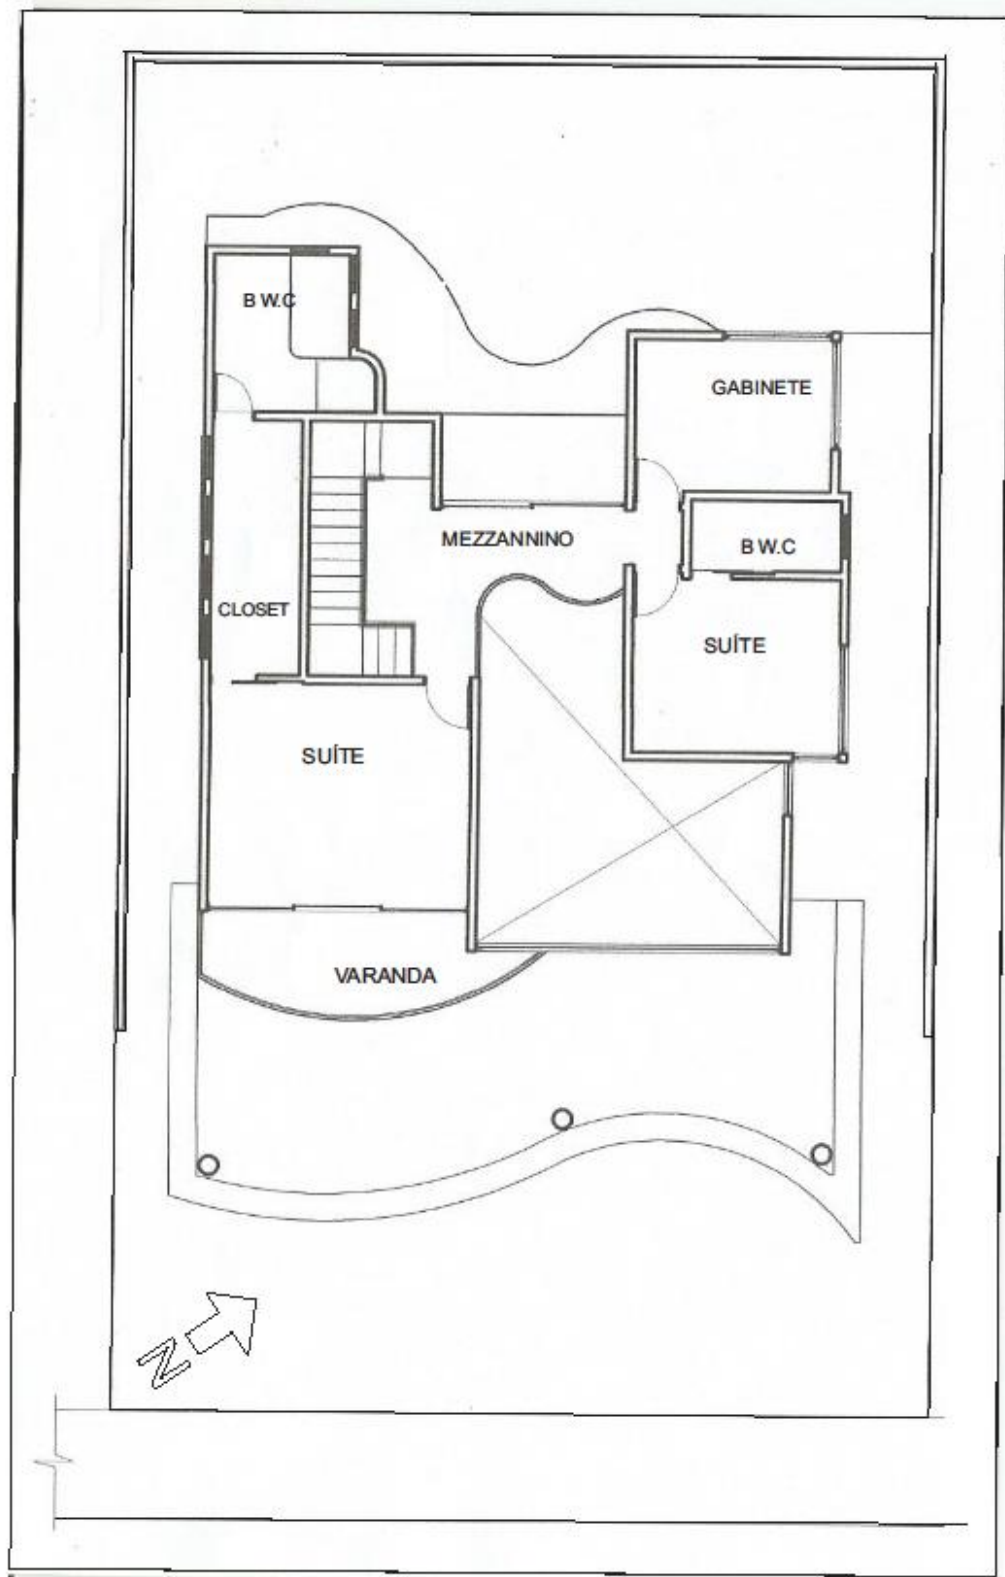 B W.C
GABINETE
MEZZANNINO
B W.C
CLOSET
SUÍTE
SUÍTE
VARANDA
N